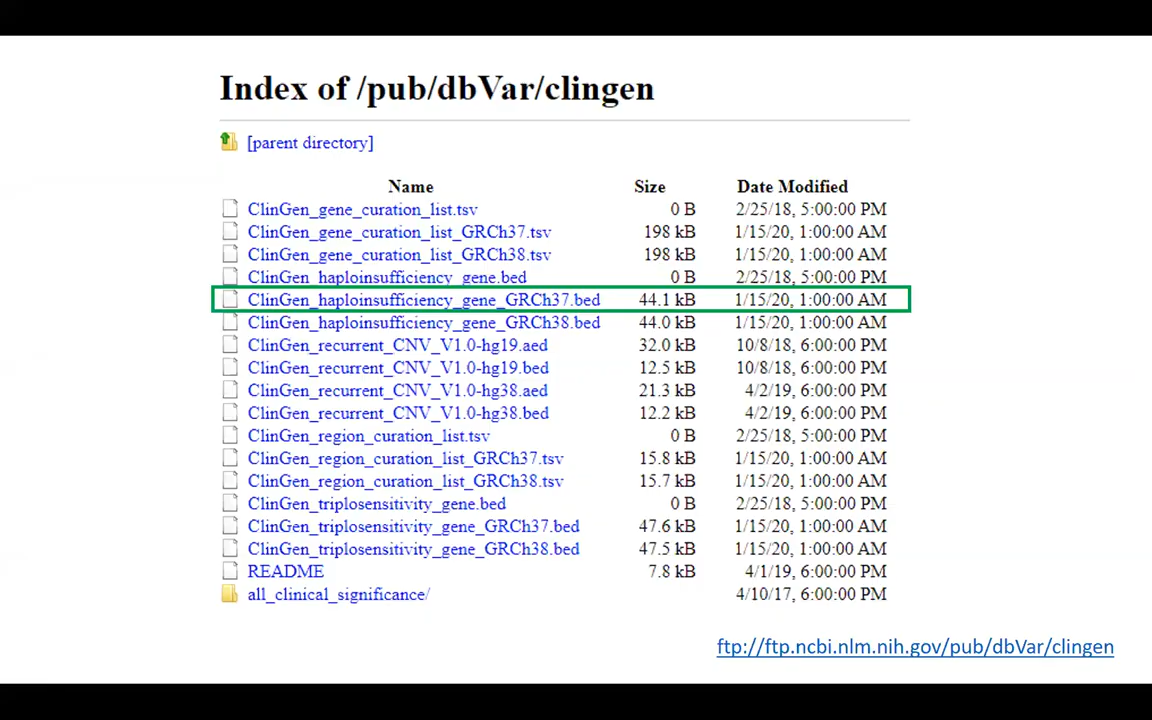 Index of /pub/dbVar/clingen
[parent directory]
Name Size Date Modified
ClinGen_gene_curation_list.tsv 0 B 2/25/18, 5:00:00 PM
ClinGen_gene_curation_list_GRCh37.tsv 198 kB 1/15/20, 1:00:00 AM
ClinGen_gene_curation_list_GRCh38.tsv 198 kB 1/15/20, 1:00:00 AM
ClinGen_haploinsufficiency_gene.bed 0 B 2/25/18, 5:00:00 PM
ClinGen_haploinsufficiency_gene_GRCh37.bed 44.1 kB 1/15/20, 1:00:00 AM
ClinGen_haploinsufficiency_gene_GRCh38.bed 44.0 kB 1/15/20, 1:00:00 AM
ClinGen_recurrent_CNV_V1.0-hg19.aed 32.0 kB 10/8/18, 6:00:00 PM
ClinGen_recurrent_CNV_V1.0-hg19.bed 12.5 kB 10/8/18, 6:00:00 PM
ClinGen_recurrent_CNV_V1.0-hg38.aed 21.3 kB 4/2/19, 6:00:00 PM
ClinGen_recurrent_CNV_V1.0-hg38.bed 12.2 kB 4/2/19, 6:00:00 PM
ClinGen_region_curation_list.tsv 0 B 2/25/18, 5:00:00 PM
ClinGen_region_curation_list_GRCh37.tsv 15.8 kB 1/15/20, 1:00:00 AM
ClinGen_region_curation_list_GRCh38.tsv 15.7 kB 1/15/20, 1:00:00 AM
ClinGen_triplosensitivity_gene.bed 0 B 2/25/18, 5:00:00 PM
ClinGen_triplosensitivity_gene_GRCh37.bed 47.6 kB 1/15/20, 1:00:00 AM
ClinGen_triplosensitivity_gene_GRCh38.bed 47.5 kB 1/15/20, 1:00:00 AM
README 7.8 kB 4/1/19, 6:00:00 PM
all_clinical_significance/ 4/10/17, 6:00:00 PM
ftp://ftp.ncbi.nlm.nih.gov/pub/dbVar/clingen